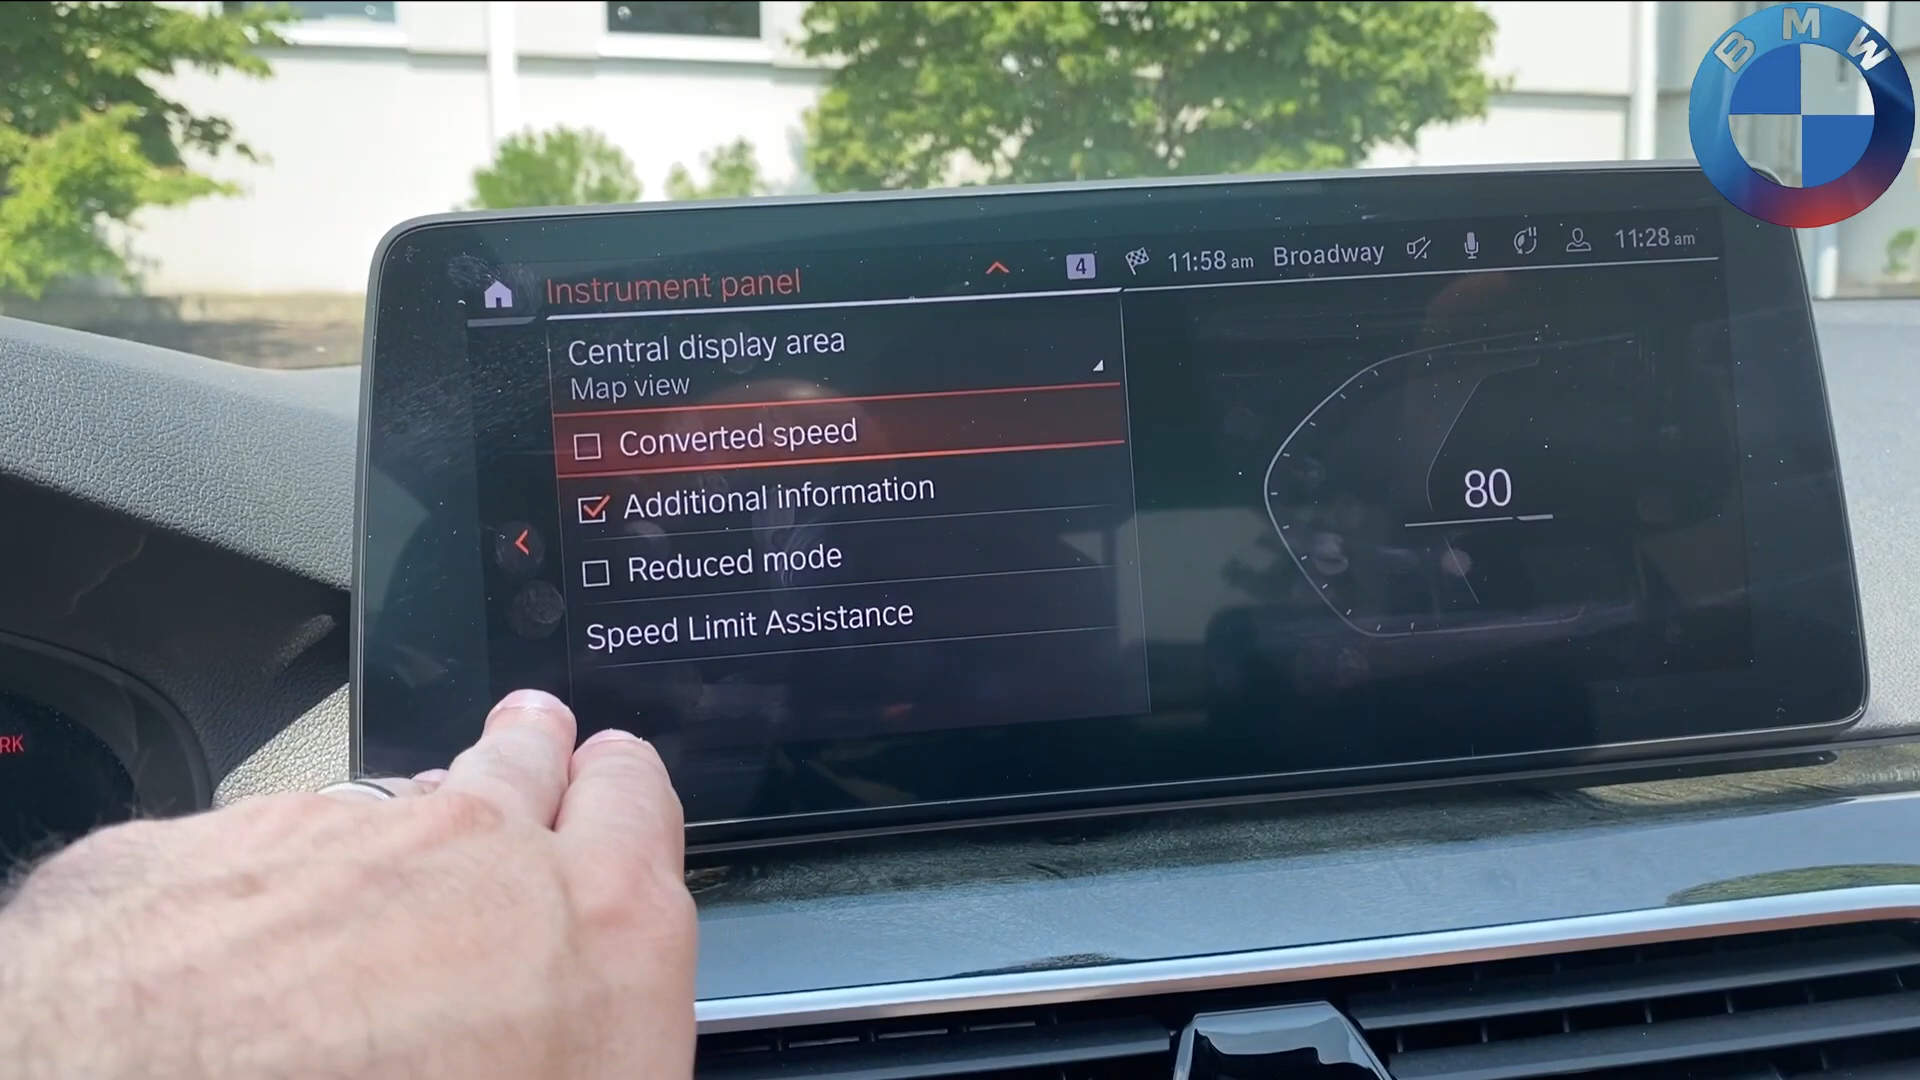 BMW
Instrument panel
4
11:58 am Broadway
11:28 am
Central display area
Map view
Converted speed
Additional information
Reduced mode
Speed Limit Assistance
80
RK